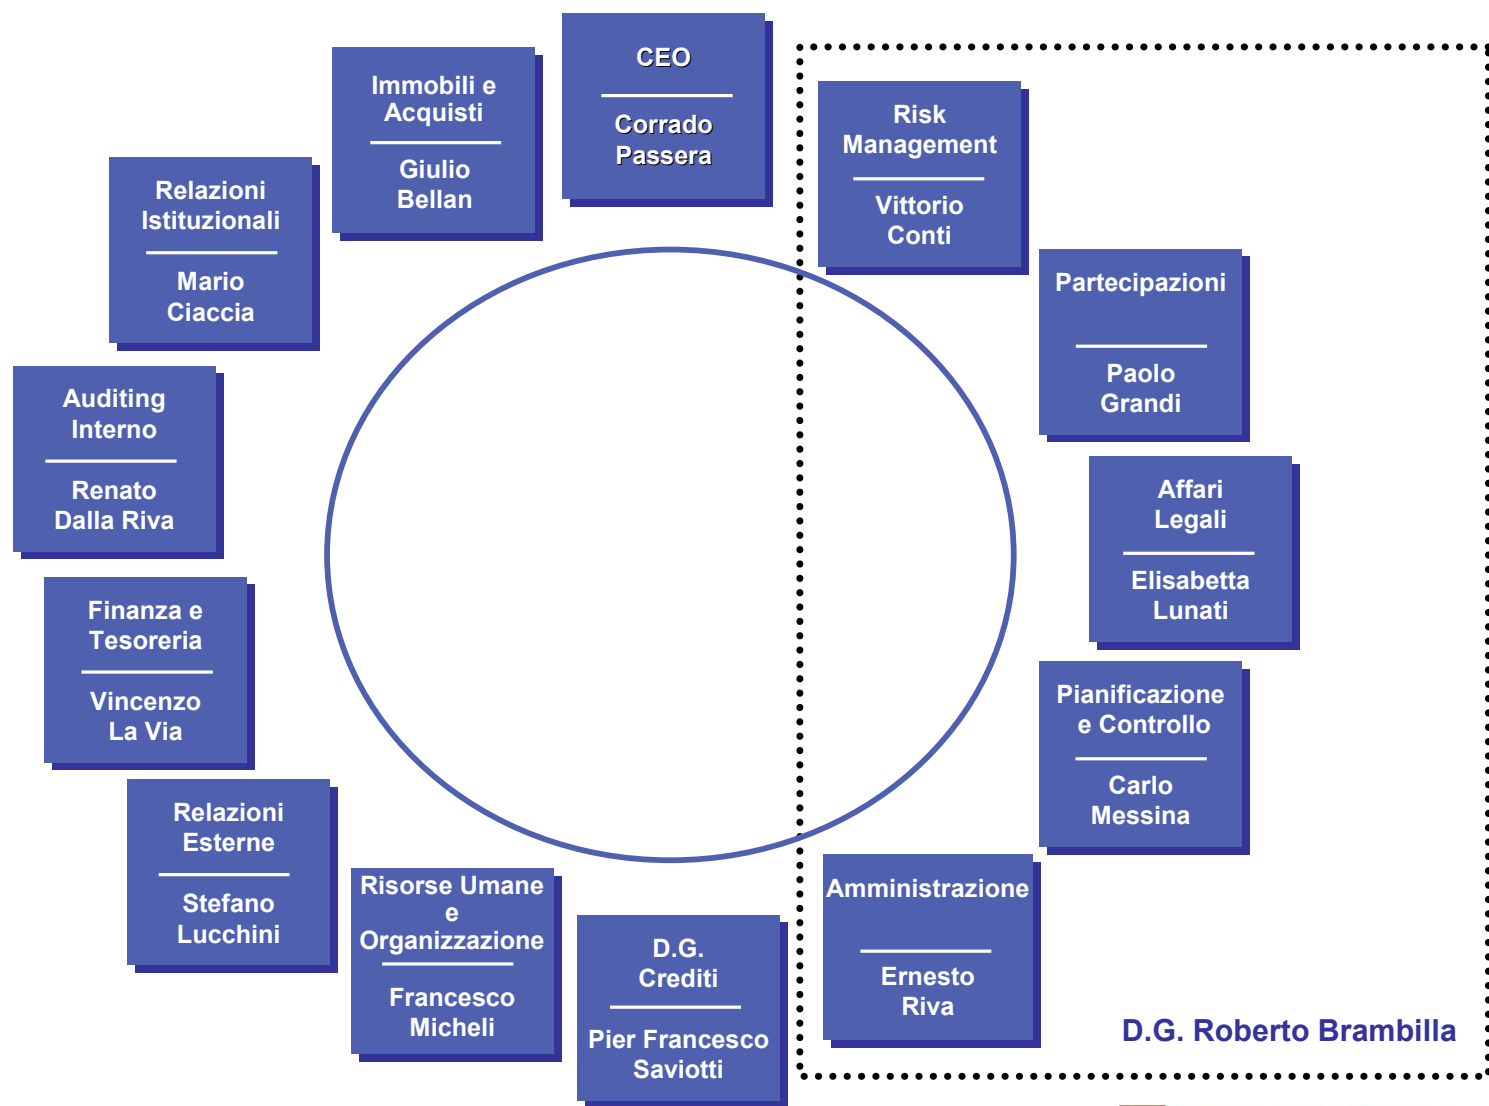 CEO
Corrado
Passera
Risk
Management
Vittorio
Conti
Partecipazioni
Paolo
Grandi
Affari
Legali
Elisabetta
Lunati
Pianificazione
e Controllo
Carlo
Messina
Amministrazione
Ernesto
Riva
D.G. Roberto Brambilla
D.G.
Crediti
Pier Francesco
Saviotti
Risorse Umane
e
Organizzazione
Francesco
Micheli
Relazioni
Esterne
Stefano
Lucchini
Finanza e
Tesoreria
Vincenzo
La Via
Auditing
Interno
Renato
Dalla Riva
Relazioni
Istituzionali
Mario
Ciaccia
Immobili e
Acquisti
Giulio
Bellan